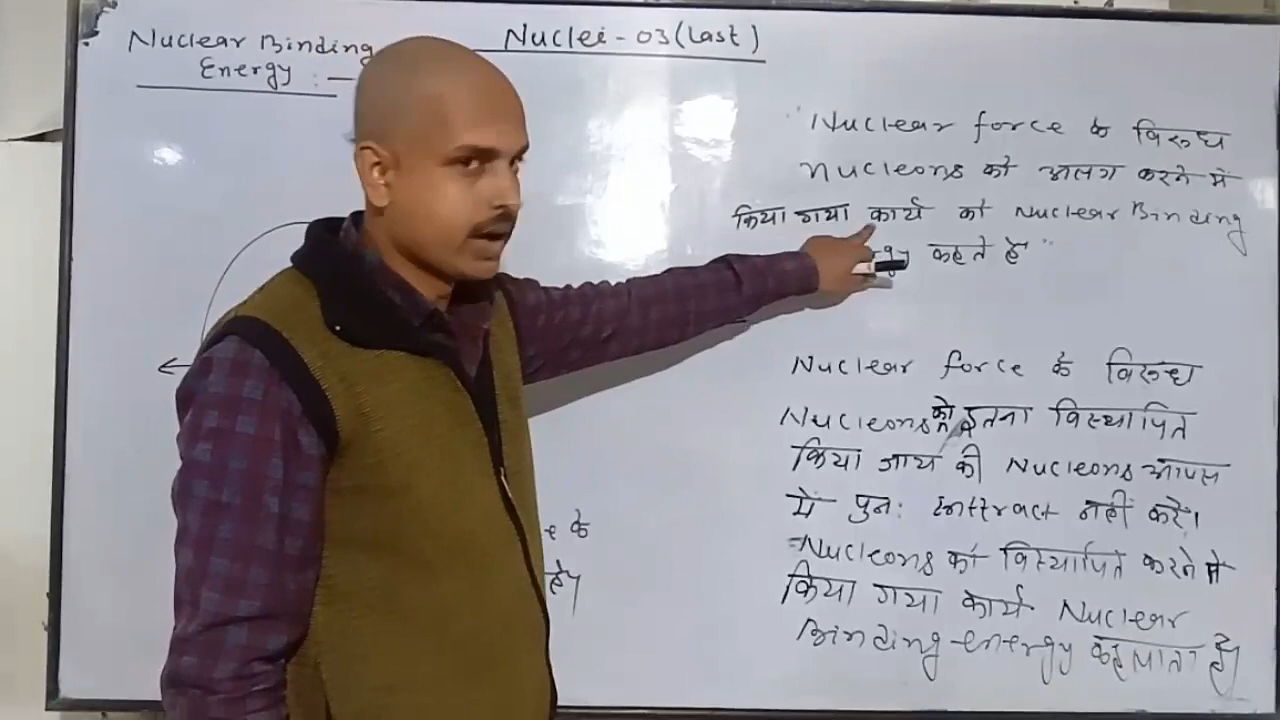 Nuclear Binding
Energy : —
Nuclei - 03 (Last)
"Nuclear force के विरूध
Nucleons को अलग करने में
किया गया कार्य को Nuclear Binding
कहते हैं"
Nuclear force के विरूध
Nucleons को इतना विस्थापित
किया जाये की Nucleons आपस
में पुनः Inttract नहीं करे।
Nucleons को विस्थापित करने में
किया गया कार्य Nuclear
Binding energy कहलाता है।
के
है।